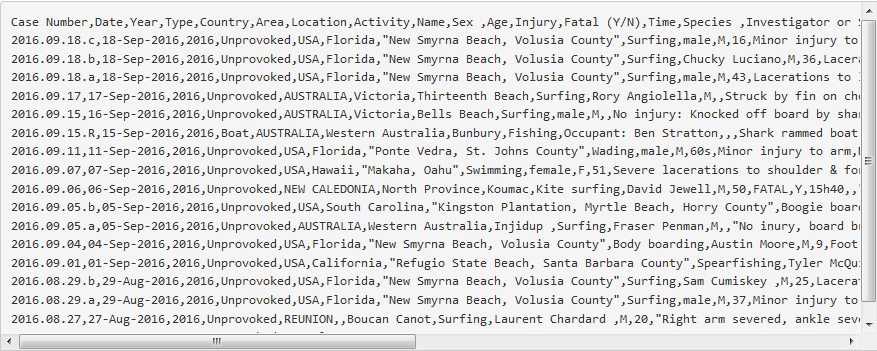 Case Number,Date,Year,Type,Country,Area,Location,Activity,Name,Sex ,Age,Injury,Fatal (Y/N),Time,Species ,Investigator or
2016.09.18.c,18-Sep-2016,2016,Unprovoked,USA,Florida,"New Smyrna Beach, Volusia County",Surfing,male,M,16,Minor injury to
2016.09.18.b,18-Sep-2016,2016,Unprovoked,USA,Florida,"New Smyrna Beach, Volusia County",Surfing,Chucky Luciano,M,36,Lacera
2016.09.18.a,18-Sep-2016,2016,Unprovoked,USA,Florida,"New Smyrna Beach, Volusia County",Surfing,male,M,43,Lacerations to
2016.09.17,17-Sep-2016,2016,Unprovoked,AUSTRALIA,Victoria,Thirteenth Beach,Surfing,Rory Angiolella,M,,Struck by fin on che
2016.09.15,16-Sep-2016,2016,Unprovoked,AUSTRALIA,Victoria,Bells Beach,Surfing,male,M,,No injury: Knocked off board by shar
2016.09.15.R,15-Sep-2016,2016,Boat,AUSTRALIA,Western Australia,Bunbury,Fishing,Occupant: Ben Stratton,,,Shark rammed boat
2016.09.11,11-Sep-2016,2016,Unprovoked,USA,Florida,"Ponte Vedra, St. Johns County",Wading,male,M,60s,Minor injury to arm,
2016.09.07,07-Sep-2016,2016,Unprovoked,USA,Hawaii,"Makaha, Oahu",Swimming,female,F,51,Severe lacerations to shoulder & for
2016.09.06,06-Sep-2016,2016,Unprovoked,NEW CALEDONIA,North Province,Koumac,Kite surfing,David Jewell,M,50,FATAL,Y,15h40,,
2016.09.05.b,05-Sep-2016,2016,Unprovoked,USA,South Carolina,"Kingston Plantation, Myrtle Beach, Horry County",Boogie boar
2016.09.05.a,05-Sep-2016,2016,Unprovoked,AUSTRALIA,Western Australia,Injidup ,Surfing,Fraser Penman,M,,"No inury, board br
2016.09.04,04-Sep-2016,2016,Unprovoked,USA,Florida,"New Smyrna Beach, Volusia County",Body boarding,Austin Moore,M,9,Foot
2016.09.01,01-Sep-2016,2016,Unprovoked,USA,California,"Refugio State Beach, Santa Barbara County",Spearfishing,Tyler McQui
2016.08.29.b,29-Aug-2016,2016,Unprovoked,USA,Florida,"New Smyrna Beach, Volusia County",Surfing,Sam Cumiskey ,M,25,Lacerat
2016.08.29.a,29-Aug-2016,2016,Unprovoked,USA,Florida,"New Smyrna Beach, Volusia County",Surfing,male,M,37,Minor injury to
2016.08.27,27-Aug-2016,2016,Unprovoked,REUNION,,Boucan Canot,Surfing,Laurent Chardard ,M,20,"Right arm severed, ankle seve